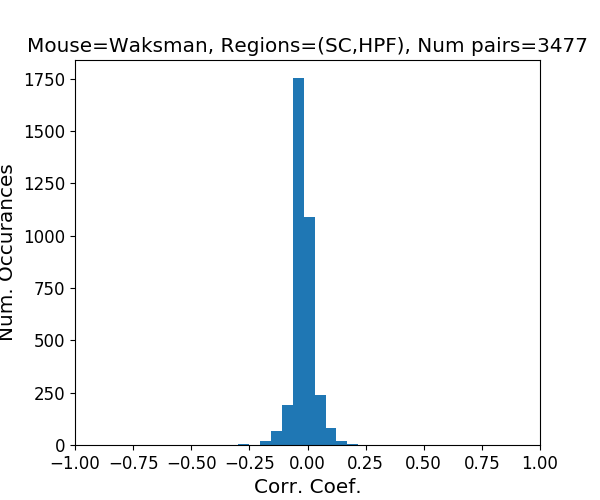 Mouse=Waksman, Regions=(SC,HPF), Num pairs=3477
Num. Occurances
1750
1500
1250
1000
750
500
250
0
−1.00 −0.75 −0.50 −0.25 0.00 0.25 0.50 0.75 1.00
Corr. Coef.